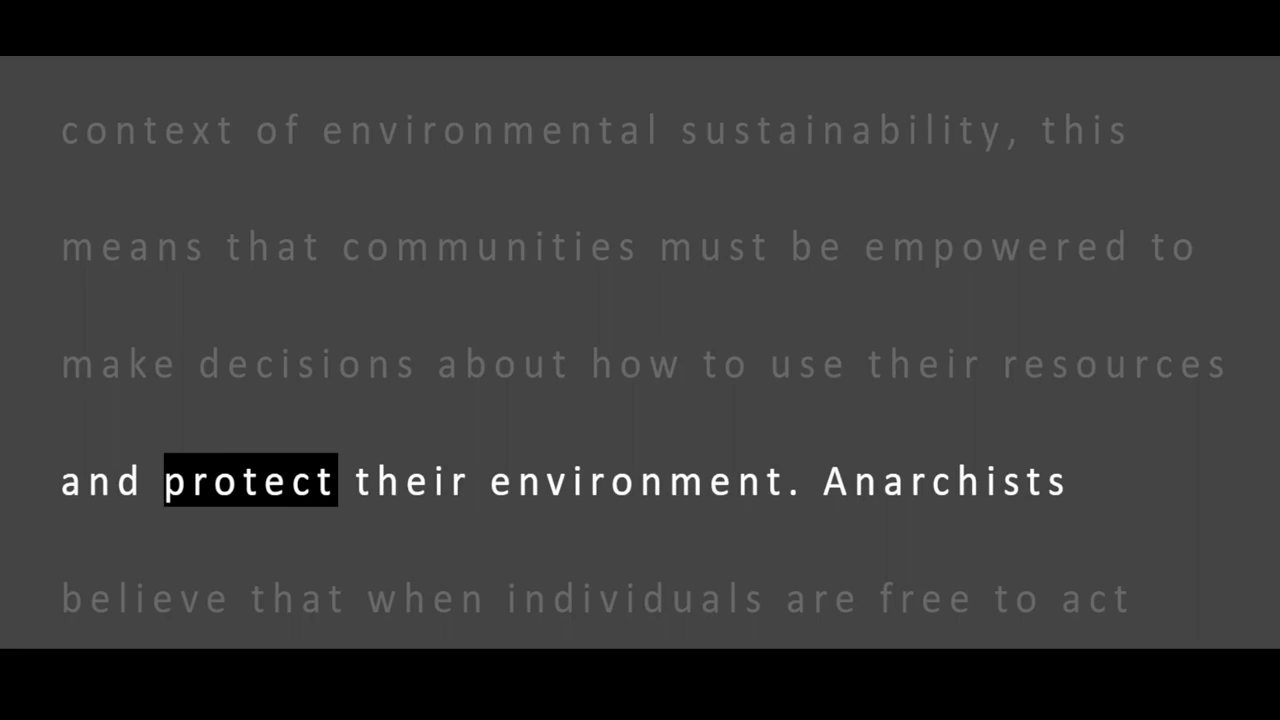 context of environmental sustainability, this
means that communities must be empowered to
make decisions about how to use their resources
and protect their environment. Anarchists
believe that when individuals are free to act